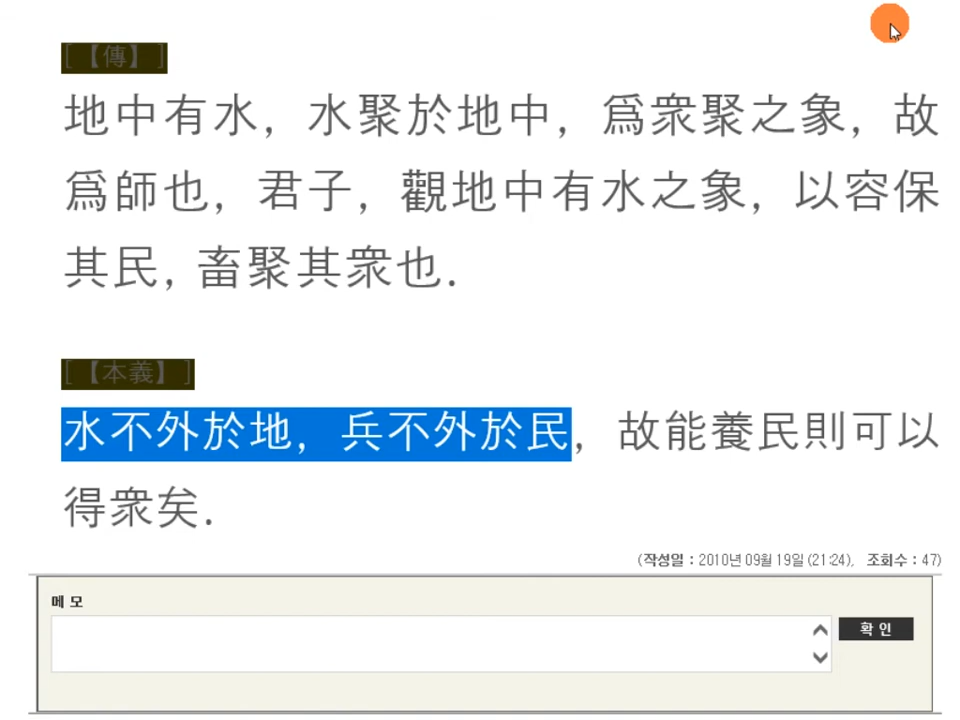 [ 【傳】 ]
地中有水, 水聚於地中, 爲衆聚之象, 故
爲師也, 君子, 觀地中有水之象, 以容保
其民, 畜聚其衆也.
[ 【本義】 ]
水不外於地, 兵不外於民, 故能養民則可以
得衆矣.
(작성일 : 2010년 09월 19일 (21:24), 조회수 : 47)
메 모
확 인